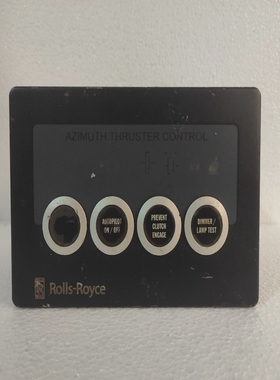 AZIMUTH THRUSTER CONTROL
AUTOPILOT
ON / OFF
PREVENT
CLUTCH
ENGAGE
DIMMER /
LAMP TEST
Rolls-Royce